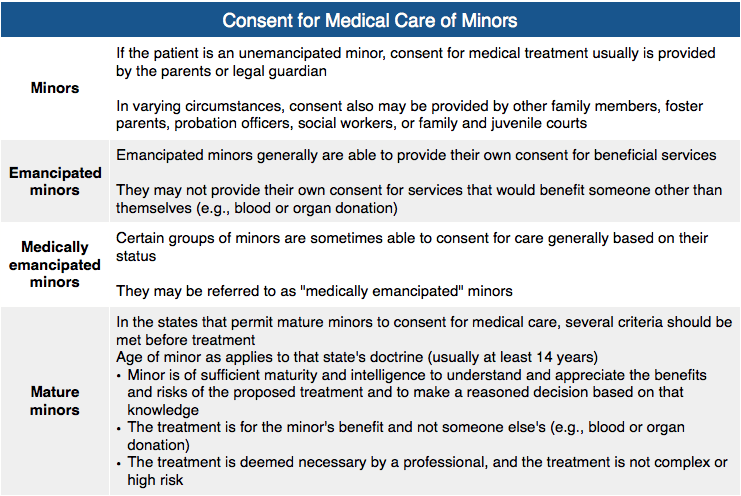 Consent for Medical Care of Minors
Minors
If the patient is an unemancipated minor, consent for medical treatment usually is provided
by the parents or legal guardian
In varying circumstances, consent also may be provided by other family members, foster
parents, probation officers, social workers, or family and juvenile courts
Emancipated
minors
Emancipated minors generally are able to provide their own consent for beneficial services
They may not provide their own consent for services that would benefit someone other than
themselves (e.g., blood or organ donation)
Medically
emancipated
minors
Certain groups of minors are sometimes able to consent for care generally based on their
status
They may be referred to as "medically emancipated" minors
Mature
minors
In the states that permit mature minors to consent for medical care, several criteria should be
met before treatment
Age of minor as applies to that state's doctrine (usually at least 14 years)
• Minor is of sufficient maturity and intelligence to understand and appreciate the benefits
and risks of the proposed treatment and to make a reasoned decision based on that
knowledge
• The treatment is for the minor's benefit and not someone else's (e.g., blood or organ
donation)
• The treatment is deemed necessary by a professional, and the treatment is not complex or
high risk